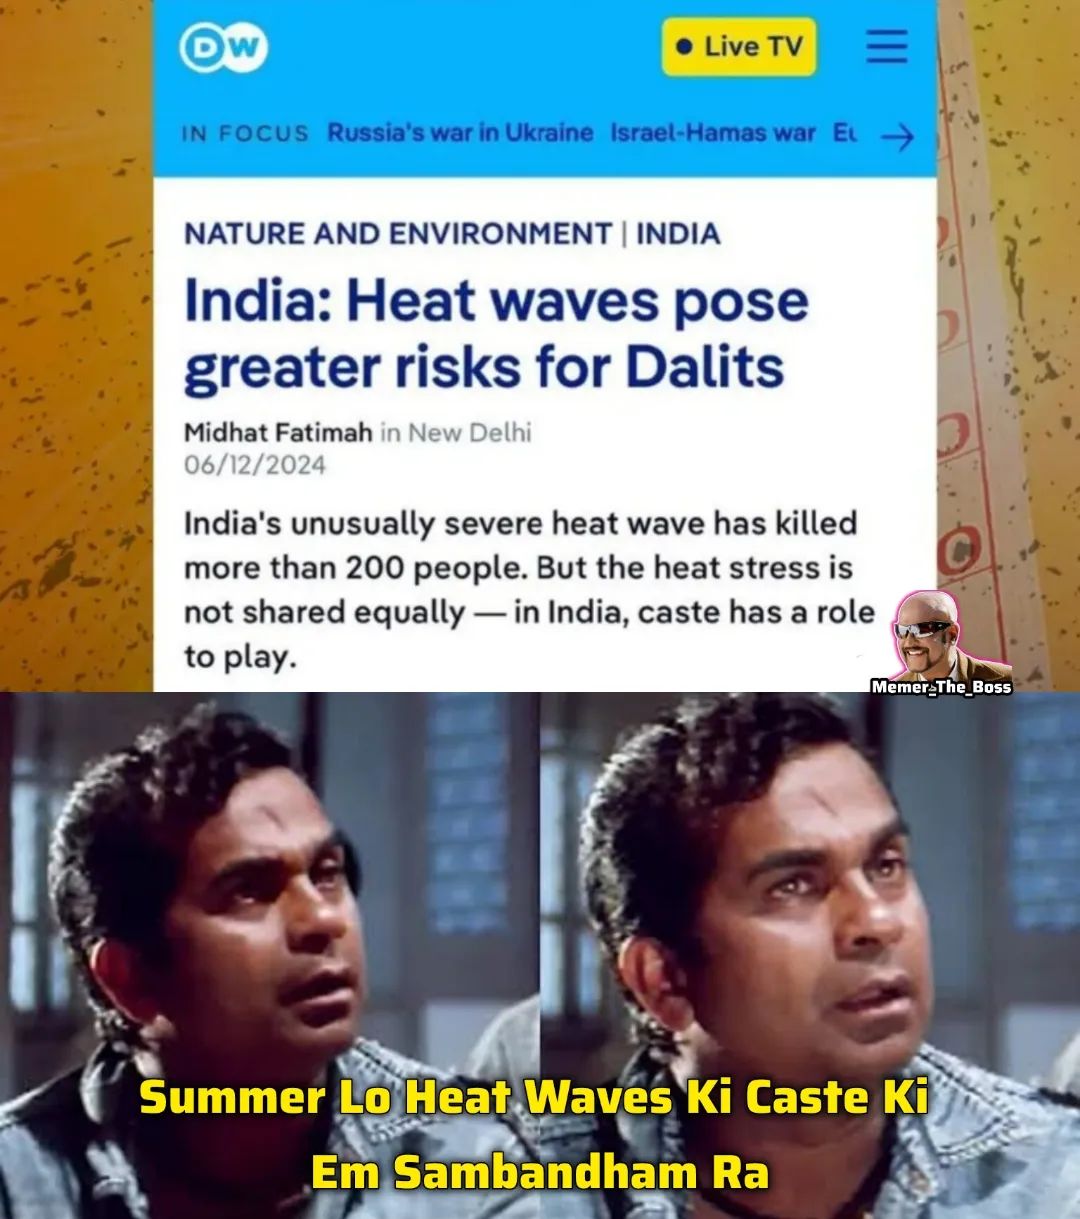 DW
Live TV
IN FOCUS Russia's war in Ukraine Israel-Hamas war
NATURE AND ENVIRONMENT | INDIA
India: Heat waves pose
greater risks for Dalits
Midhat Fatimah in New Delhi
06/12/2024
India's unusually severe heat wave has killed
more than 200 people. But the heat stress is
not shared equally — in India, caste has a role
to play.
Memer_The_Boss
Summer Lo Heat Waves Ki Caste Ki
Em Sambandham Ra